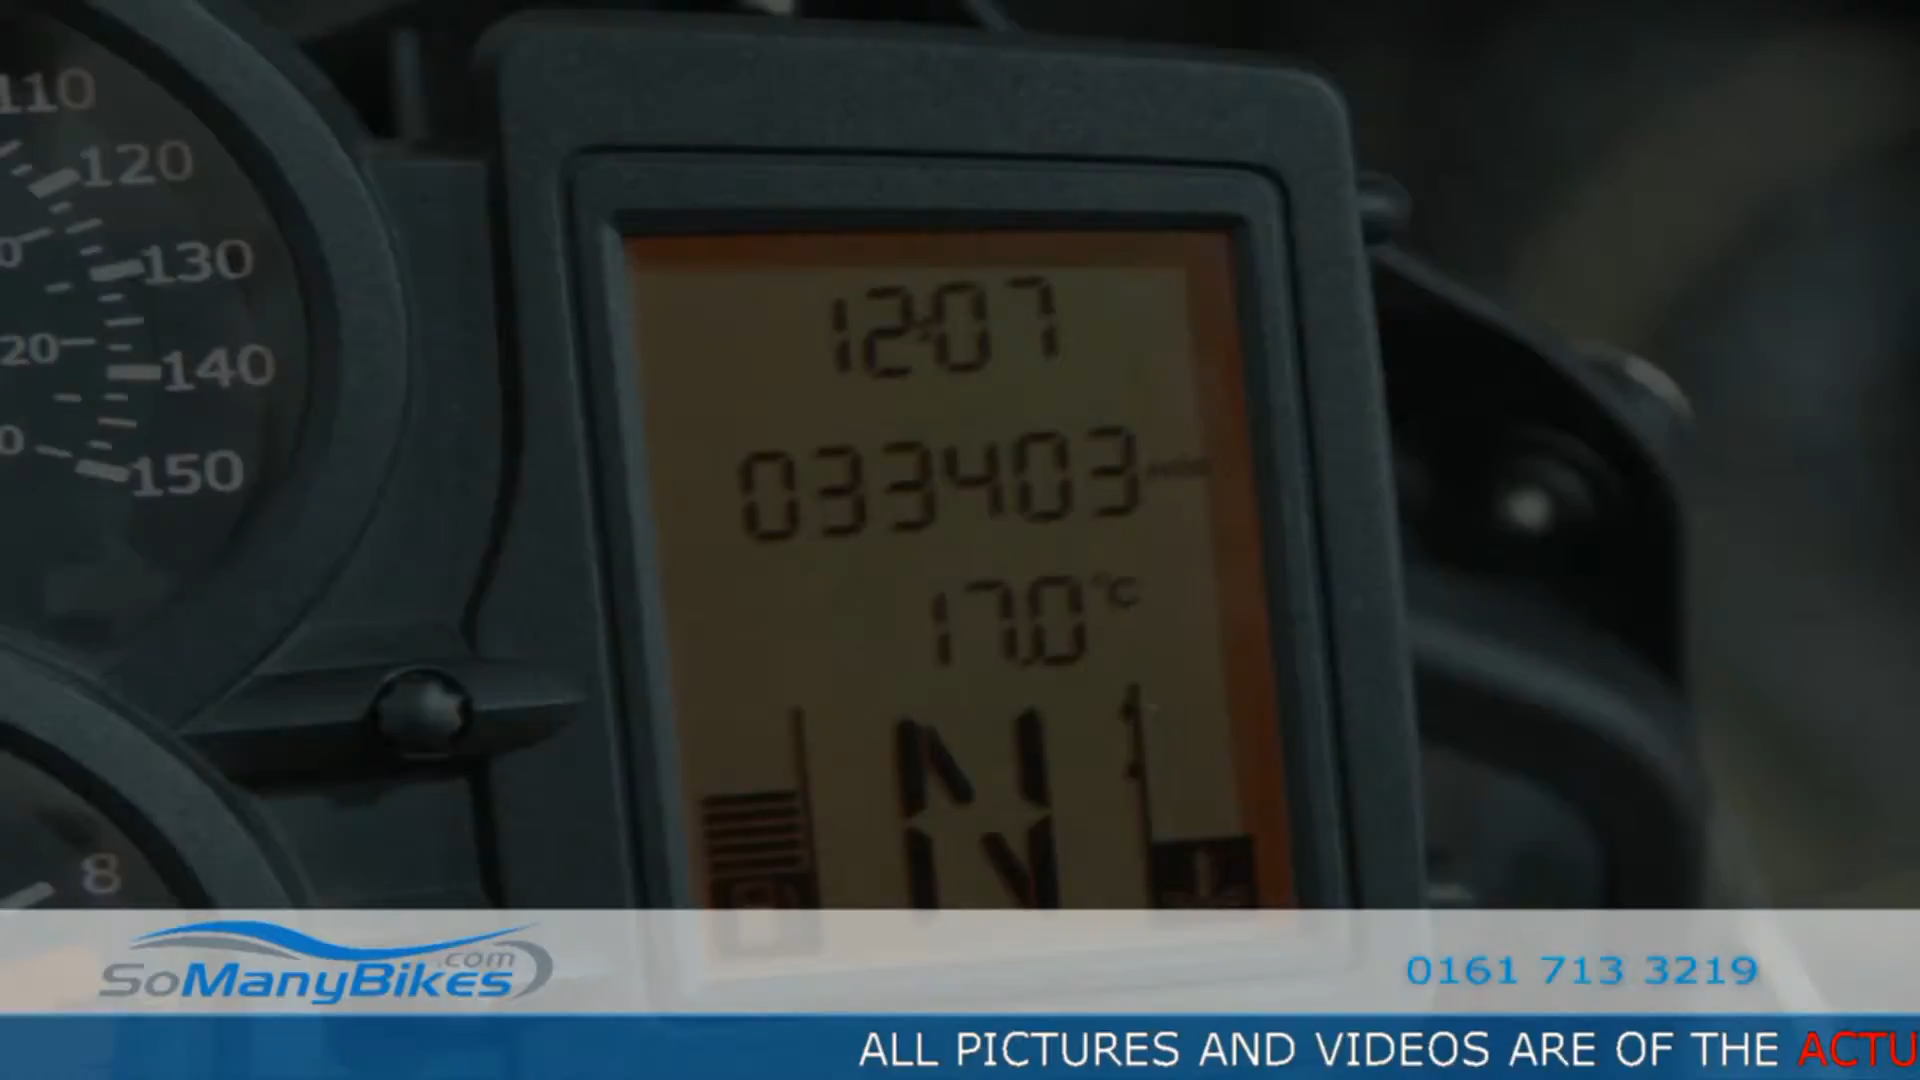 110
120
130
20
140
150
8
12:07
033403 miles
17.0 °C
N
SoManyBikes.com
0161 713 3219
ALL PICTURES AND VIDEOS ARE OF THE ACTU